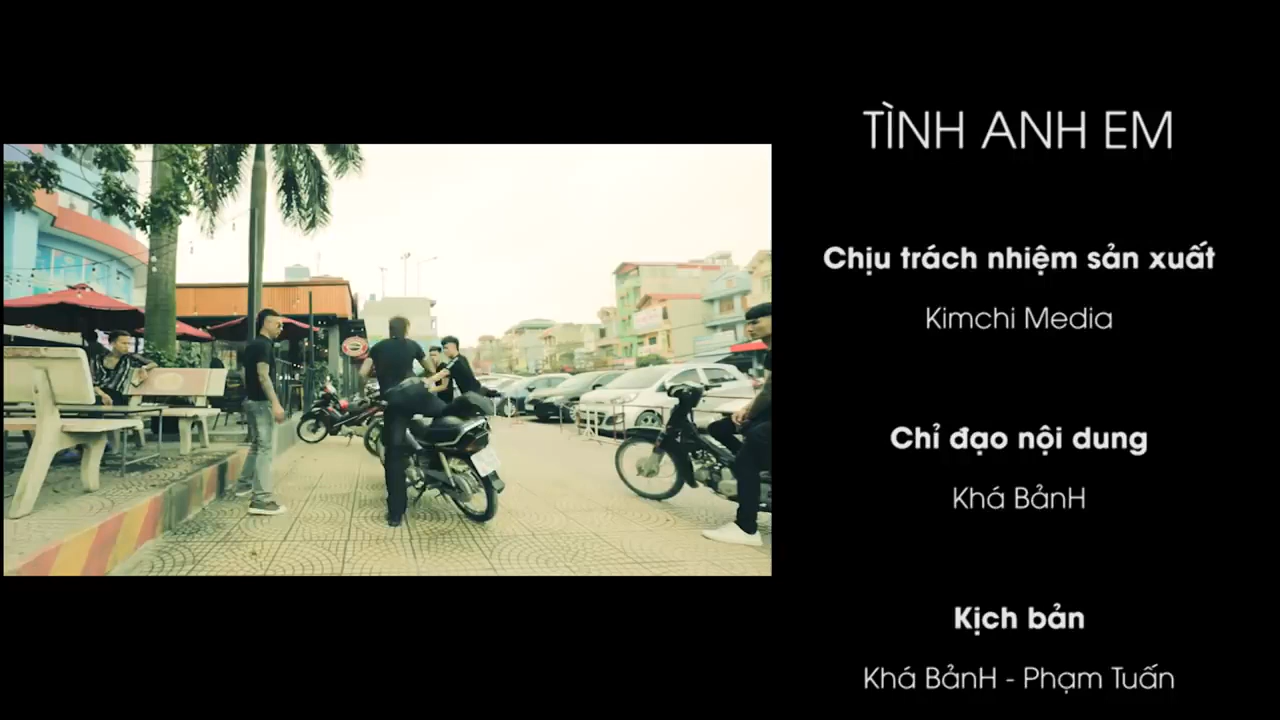 TÌNH ANH EM
Chịu trách nhiệm sản xuất
Kimchi Media
Chỉ đạo nội dung
Khá BảnH
Kịch bản
Khá BảnH - Phạm Tuấn